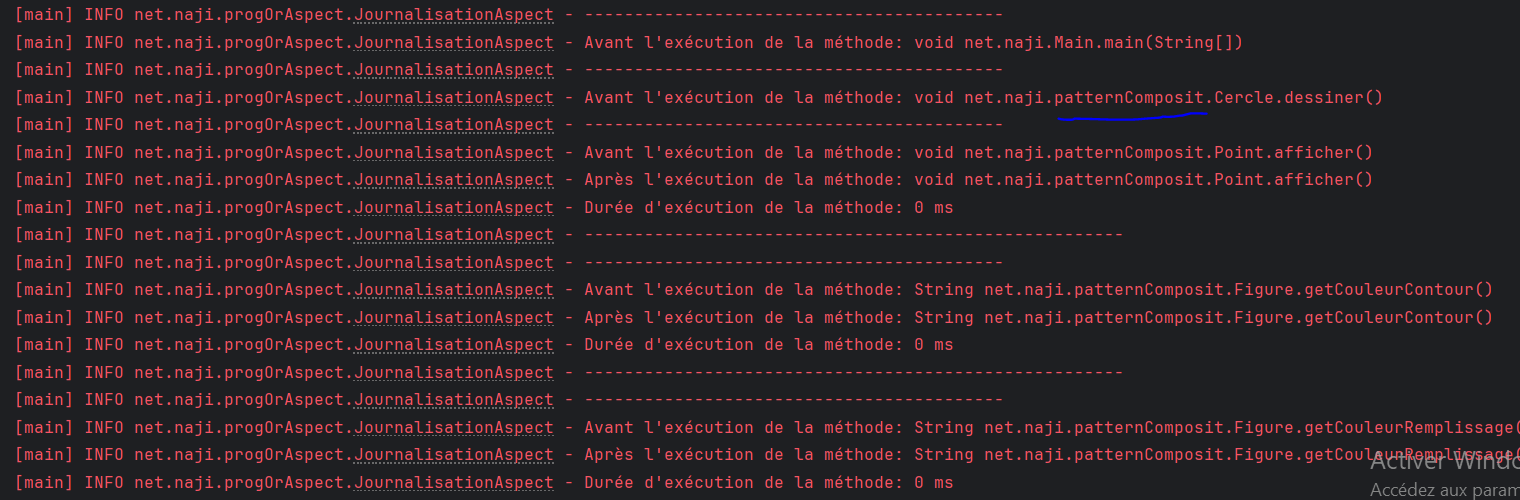 [main] INFO net.naji.progOrAspect.JournalisationAspect - ------------------------------------------
[main] INFO net.naji.progOrAspect.JournalisationAspect - Avant l'exécution de la méthode: void net.naji.Main.main(String[])
[main] INFO net.naji.progOrAspect.JournalisationAspect - ------------------------------------------
[main] INFO net.naji.progOrAspect.JournalisationAspect - Avant l'exécution de la méthode: void net.naji.patternComposit.Cercle.dessiner()
[main] INFO net.naji.progOrAspect.JournalisationAspect - ------------------------------------------
[main] INFO net.naji.progOrAspect.JournalisationAspect - Avant l'exécution de la méthode: void net.naji.patternComposit.Point.afficher()
[main] INFO net.naji.progOrAspect.JournalisationAspect - Après l'exécution de la méthode: void net.naji.patternComposit.Point.afficher()
[main] INFO net.naji.progOrAspect.JournalisationAspect - Durée d'exécution de la méthode: 0 ms
[main] INFO net.naji.progOrAspect.JournalisationAspect - ------------------------------------------------------
[main] INFO net.naji.progOrAspect.JournalisationAspect - ------------------------------------------
[main] INFO net.naji.progOrAspect.JournalisationAspect - Avant l'exécution de la méthode: String net.naji.patternComposit.Figure.getCouleurContour()
[main] INFO net.naji.progOrAspect.JournalisationAspect - Après l'exécution de la méthode: String net.naji.patternComposit.Figure.getCouleurContour()
[main] INFO net.naji.progOrAspect.JournalisationAspect - Durée d'exécution de la méthode: 0 ms
[main] INFO net.naji.progOrAspect.JournalisationAspect - ------------------------------------------------------
[main] INFO net.naji.progOrAspect.JournalisationAspect - ------------------------------------------
[main] INFO net.naji.progOrAspect.JournalisationAspect - Avant l'exécution de la méthode: String net.naji.patternComposit.Figure.getCouleurRemplissage(
[main] INFO net.naji.progOrAspect.JournalisationAspect - Après l'exécution de la méthode: String net.naji.patternComposit.Figure.getCouleurRemplissage(
Activer Windo
[main] INFO net.naji.progOrAspect.JournalisationAspect - Durée d'exécution de la méthode: 0 ms
Accédez aux param